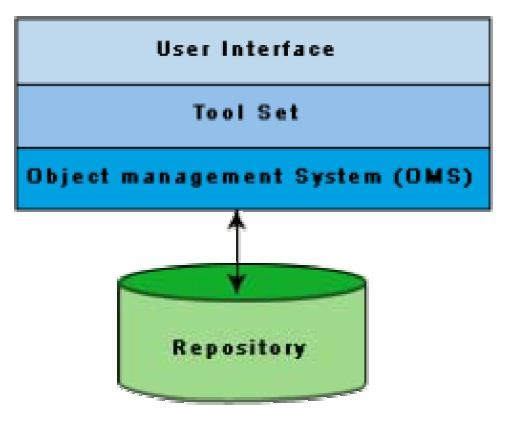 User Interface
Tool Set
Object management System (OMS)
Repository